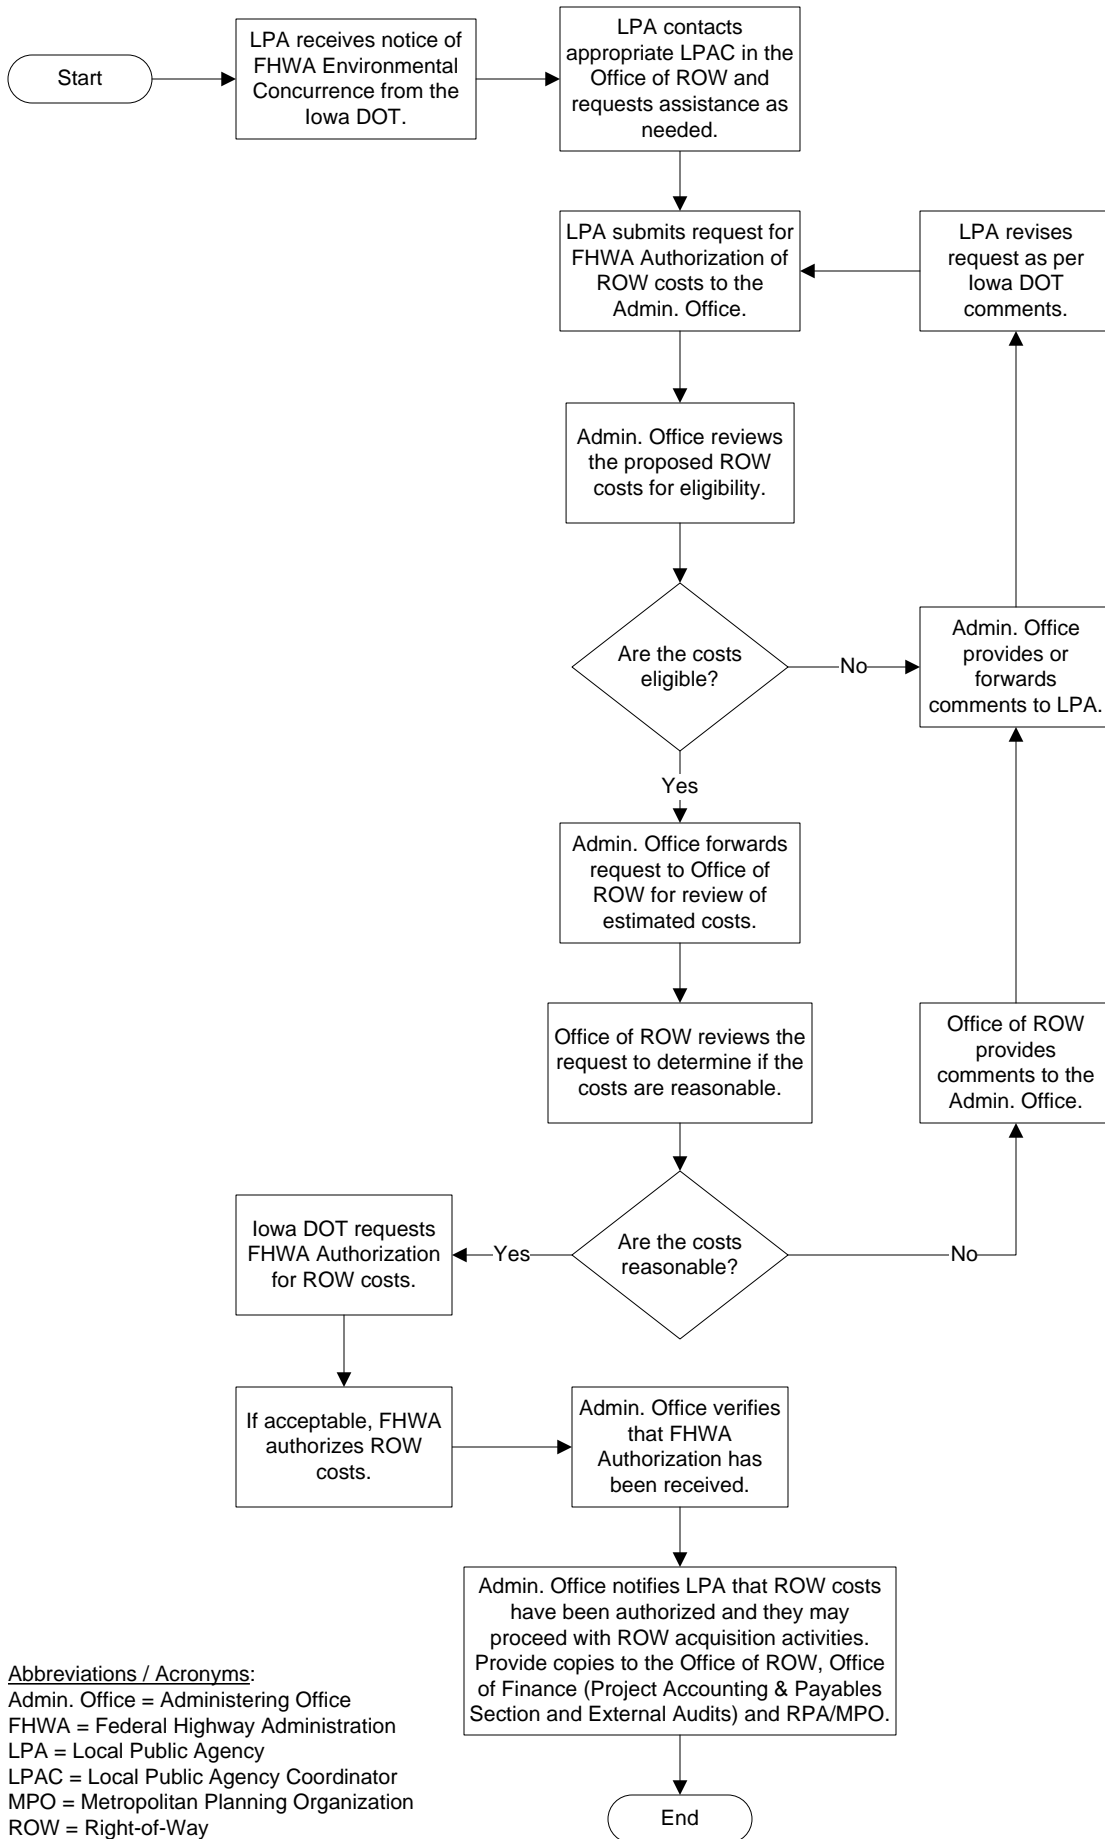 Start
LPA receives notice of
FHWA Environmental
Concurrence from the
Iowa DOT.
LPA contacts
appropriate LPAC in the
Office of ROW and
requests assistance as
needed.
LPA submits request for
FHWA Authorization of
ROW costs to the
Admin. Office.
LPA revises
request as per
Iowa DOT
comments.
Admin. Office reviews
the proposed ROW
costs for eligibility.
Are the costs
eligible?
No
Admin. Office
provides or
forwards
comments to LPA.
Yes
Admin. Office forwards
request to Office of
ROW for review of
estimated costs.
Office of ROW reviews the
request to determine if the
costs are reasonable.
Office of ROW
provides
comments to the
Admin. Office.
Are the costs
reasonable?
No
Yes
Iowa DOT requests
FHWA Authorization
for ROW costs.
If acceptable, FHWA
authorizes ROW
costs.
Admin. Office verifies
that FHWA
Authorization has
been received.
Admin. Office notifies LPA that ROW costs
have been authorized and they may
proceed with ROW acquisition activities.
Provide copies to the Office of ROW, Office
of Finance (Project Accounting & Payables
Section and External Audits) and RPA/MPO.
End
Abbreviations / Acronyms:
Admin. Office = Administering Office
FHWA = Federal Highway Administration
LPA = Local Public Agency
LPAC = Local Public Agency Coordinator
MPO = Metropolitan Planning Organization
ROW = Right-of-Way